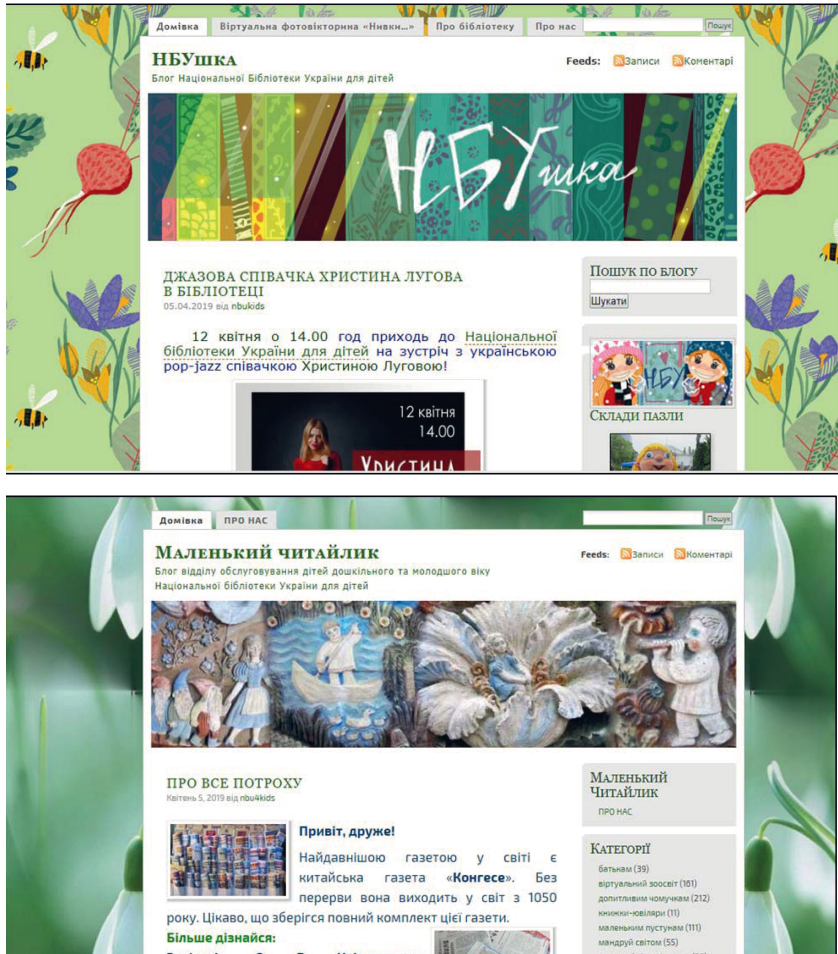 Домівка Віртуальна фотовікторина «Нивки...» Про бібліотеку Про нас Пошук
НБУшка
Feeds: Записи Коментарі
Блог Національної Бібліотеки України для дітей
НБУшка
ДЖАЗОВА СПІВАЧКА ХРИСТИНА ЛУГОВА
В БІБЛІОТЕЦІ
05.04.2019 від nbukids
12 квітня о 14.00 год приходь до Національної
бібліотеки України для дітей на зустріч з українською
pop-jazz співачкою Христиною Луговою!
12 КВІТНЯ
14.00
Христина
Пошук по блогу
Шукати
НБУ
Склади пазли
Домівка ПРО НАС Пошук
Маленький читайлик
Feeds: Записи Коментарі
Блог відділу обслуговування дітей дошкільного та молодшого віку
Національної бібліотеки України для дітей
ПРО ВСЕ ПОТРОХУ
Квітень 5, 2019 від nbu4kids
Привіт, друже!
Найдавнішою газетою у світі є
китайська газета «Конгесе». Без
перерви вона виходить у світ з 1050
року. Цікаво, що зберігся повний комплект цієї газети.
Більше дізнайся:
Маленький
Читайлик
ПРО НАС
Категорії
батькам (39)
віртуальний зоосвіт (161)
допитливим чомучкам (212)
книжки-ювіляри (11)
маленьким пустунам (111)
мандруй світом (55)